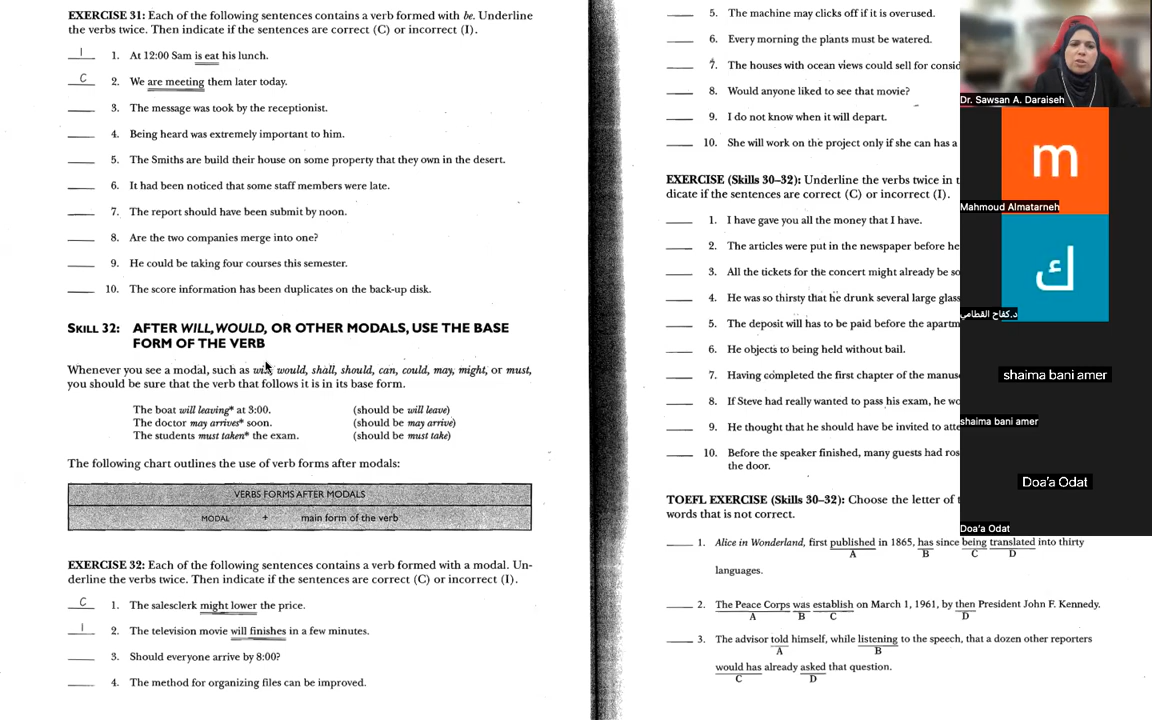 EXERCISE 31: Each of the following sentences contains a verb formed with be. Underline
the verbs twice. Then indicate if the sentences are correct (C) or incorrect (I).
I 1. At 12:00 Sam is eat his lunch.
C 2. We are meeting them later today.
3. The message was took by the receptionist.
4. Being heard was extremely important to him.
5. The Smiths are build their house on some property that they own in the desert.
6. It had been noticed that some staff members were late.
7. The report should have been submit by noon.
8. Are the two companies merge into one?
9. He could be taking four courses this semester.
10. The score information has been duplicates on the back-up disk.
SKILL 32: AFTER WILL, WOULD, OR OTHER MODALS, USE THE BASE
FORM OF THE VERB
Whenever you see a modal, such as will, would, shall, should, can, could, may, might, or must,
you should be sure that the verb that follows it is in its base form.
The boat will leaving* at 3:00. (should be will leave)
The doctor may arrives* soon. (should be may arrive)
The students must taken* the exam. (should be must take)
The following chart outlines the use of verb forms after modals:
VERBS FORMS AFTER MODALS
MODAL + main form of the verb
EXERCISE 32: Each of the following sentences contains a verb formed with a modal. Un-
derline the verbs twice. Then indicate if the sentences are correct (C) or incorrect (I).
C 1. The salesclerk might lower the price.
I 2. The television movie will finishes in a few minutes.
3. Should everyone arrive by 8:00?
4. The method for organizing files can be improved.
5. The machine may clicks off if it is overused.
6. Every morning the plants must be watered.
7. The houses with ocean views could sell for consid
8. Would anyone liked to see that movie?
9. I do not know when it will depart.
10. She will work on the project only if she can has a
EXERCISE (Skills 30–32): Underline the verbs twice in t
dicate if the sentences are correct (C) or incorrect (I).
1. I have gave you all the money that I have.
2. The articles were put in the newspaper before he
3. All the tickets for the concert might already be so
4. He was so thirsty that he drunk several large glass
5. The deposit will has to be paid before the apartm
6. He objects to being held without bail.
7. Having completed the first chapter of the manus
8. If Steve had really wanted to pass his exam, he wo
9. He thought that he should have be invited to atte
10. Before the speaker finished, many guests had ros
the door.
TOEFL EXERCISE (Skills 30–32): Choose the letter of t
words that is not correct.
1. Alice in Wonderland, first published in 1865, has since being translated into thirty
A B C D
languages.
2. The Peace Corps was establish on March 1, 1961, by then President John F. Kennedy.
A B C D
3. The advisor told himself, while listening to the speech, that a dozen other reporters
A B
would has already asked that question.
C D
Dr. Sawsan A. Daraiseh
m
Mahmoud Almatarneh
ك
د.كفاح القطامي
shaima bani amer
shaima bani amer
Doa'a Odat
Doa'a Odat